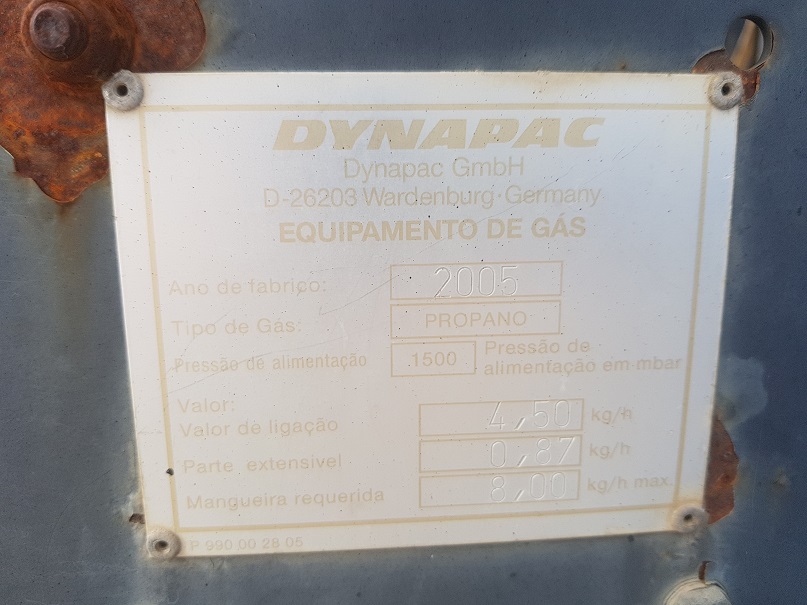 DYNAPAC
Dynapac GmbH
D-26203 Wardenburg·Germany
EQUIPAMENTO DE GÁS
Ano de fabrico: 2005
Tipo de Gás: PROPANO
Pressão de alimentação 1500 Pressão de
alimentação em mbar
Valor:
Valor de ligação 4,50 kg/h
Parte extensivel 0,87 kg/h
Mangueira requerida 8,00 kg/h max.
P 990 00 28 05